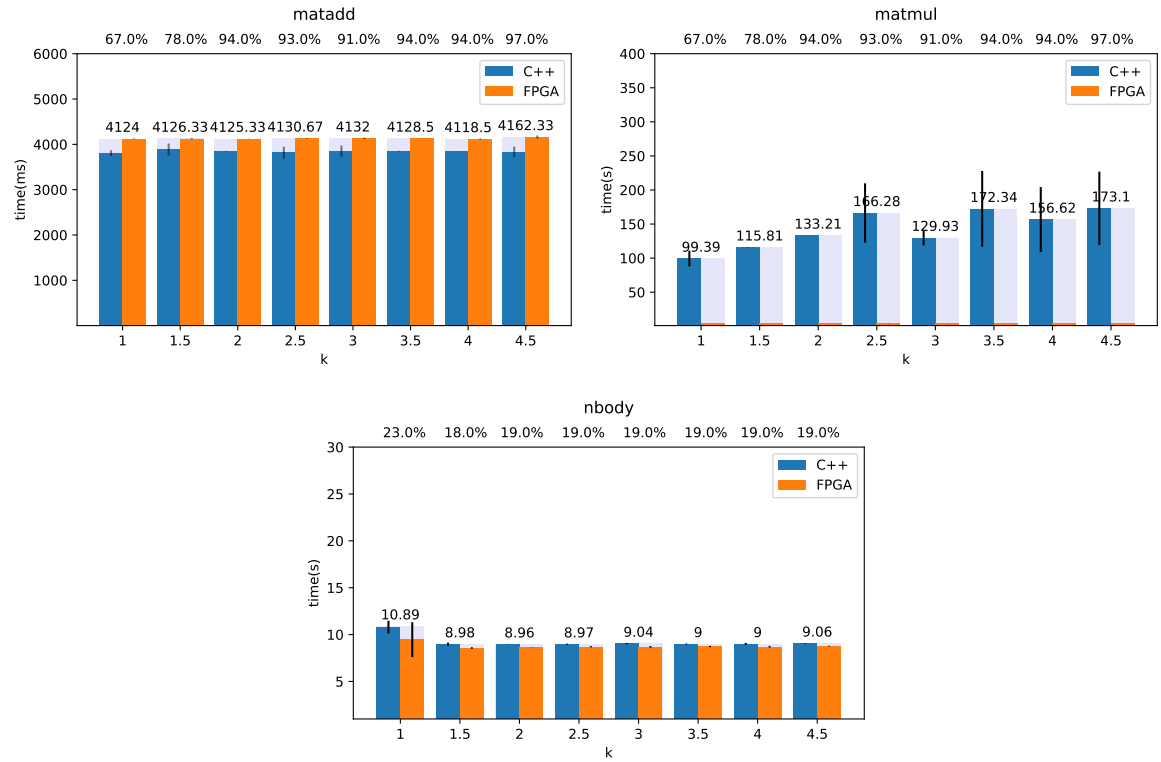 matadd
67.0% 78.0% 94.0% 93.0% 91.0% 94.0% 94.0% 97.0%
6000
5000
4000
3000
2000
1000
time(ms)
C++
FPGA
4124 4126.33 4125.33 4130.67 4132 4128.5 4118.5 4162.33
1 1.5 2 2.5 3 3.5 4 4.5
k
matmul
67.0% 78.0% 94.0% 93.0% 91.0% 94.0% 94.0% 97.0%
400
350
300
250
200
150
100
50
time(s)
C++
FPGA
99.39 115.81 133.21 166.28 129.93 172.34 156.62 173.1
1 1.5 2 2.5 3 3.5 4 4.5
k
nbody
23.0% 18.0% 19.0% 19.0% 19.0% 19.0% 19.0% 19.0%
30
25
20
15
10
5
time(s)
C++
FPGA
10.89 8.98 8.96 8.97 9.04 9 9 9.06
1 1.5 2 2.5 3 3.5 4 4.5
k